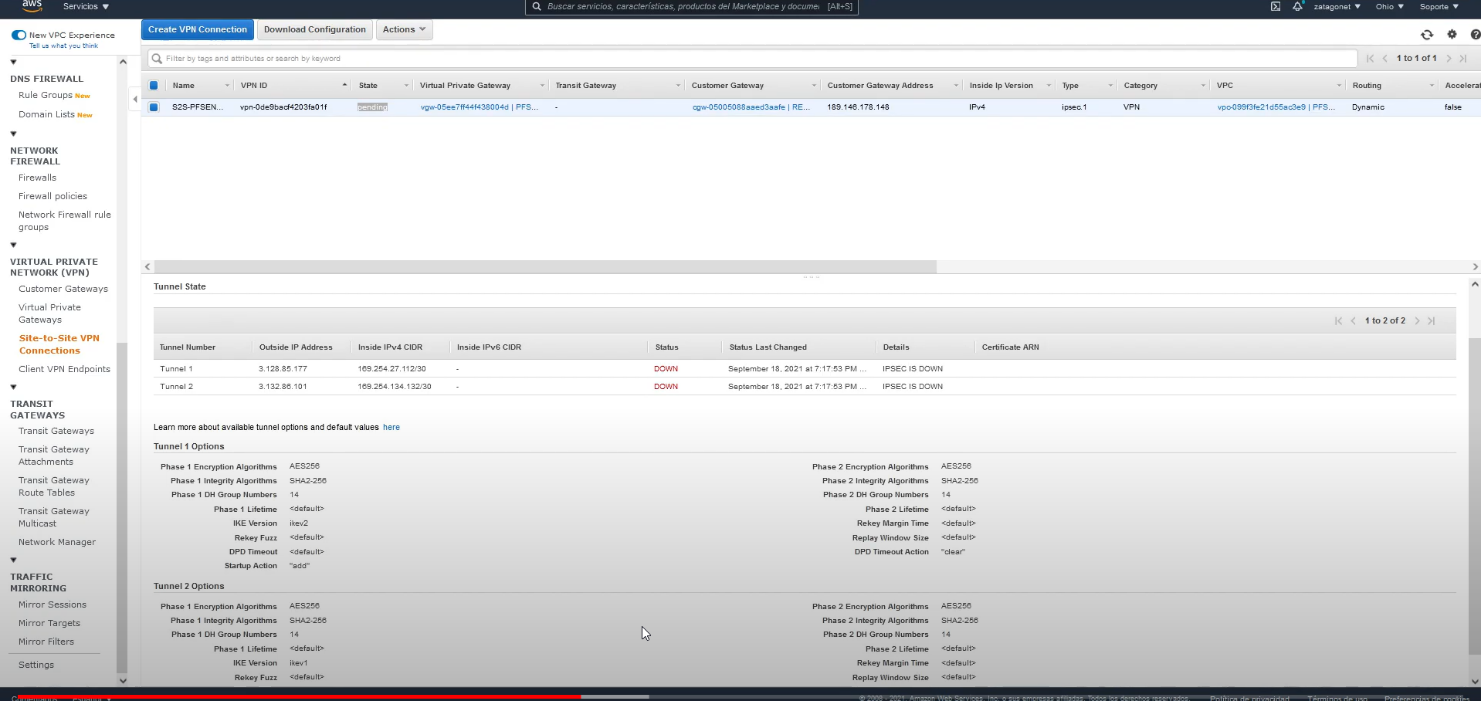 aws
Servicios ▼
Buscar servicios, características, productos del Marketplace y docume [Alt+S]
zatagonet ▼ Ohio ▼ Soporte ▼
New VPC Experience
Tell us what you think
Create VPN Connection Download Configuration Actions
Filter by tags and attributes or search by keyword
1 to 1 of 1
Name VPN ID State Virtual Private Gateway Transit Gateway Customer Gateway Customer Gateway Address Inside Ip Version Type Category VPC Routing Accelerat
S2S-PFSEN... vpn-0de9bacf4203fa01f pending vgw-05ee7ff44f438004d | PFS... - cgw-05005088aaed3aafe | RE... 189.146.178.148 IPv4 ipsec.1 VPN vpc-099f3fe21d55ac3e9 | PFS... Dynamic false
DNS FIREWALL
Rule Groups New
Domain Lists New
NETWORK
FIREWALL
Firewalls
Firewall policies
Network Firewall rule
groups
VIRTUAL PRIVATE
NETWORK (VPN)
Customer Gateways
Virtual Private
Gateways
Site-to-Site VPN
Connections
Client VPN Endpoints
TRANSIT
GATEWAYS
Transit Gateways
Transit Gateway
Attachments
Transit Gateway
Route Tables
Transit Gateway
Multicast
Network Manager
TRAFFIC
MIRRORING
Mirror Sessions
Mirror Targets
Mirror Filters
Settings
Tunnel State
1 to 2 of 2
Tunnel Number Outside IP Address Inside IPv4 CIDR Inside IPv6 CIDR Status Status Last Changed Details Certificate ARN
Tunnel 1 3.128.85.177 169.254.27.112/30 - DOWN September 18, 2021 at 7:17:53 PM ... IPSEC IS DOWN
Tunnel 2 3.132.86.101 169.254.134.132/30 - DOWN September 18, 2021 at 7:17:53 PM ... IPSEC IS DOWN
Learn more about available tunnel options and default values here
Tunnel 1 Options
Phase 1 Encryption Algorithms AES256 Phase 2 Encryption Algorithms AES256
Phase 1 Integrity Algorithms SHA2-256 Phase 2 Integrity Algorithms SHA2-256
Phase 1 DH Group Numbers 14 Phase 2 DH Group Numbers 14
Phase 1 Lifetime <default> Phase 2 Lifetime <default>
IKE Version ikev2 Rekey Margin Time <default>
Rekey Fuzz <default> Replay Window Size <default>
DPD Timeout <default> DPD Timeout Action "clear"
Startup Action "add"
Tunnel 2 Options
Phase 1 Encryption Algorithms AES256 Phase 2 Encryption Algorithms AES256
Phase 1 Integrity Algorithms SHA2-256 Phase 2 Integrity Algorithms SHA2-256
Phase 1 DH Group Numbers 14 Phase 2 DH Group Numbers 14
Phase 1 Lifetime <default> Phase 2 Lifetime <default>
IKE Version ikev1 Rekey Margin Time <default>
Rekey Fuzz <default> Replay Window Size <default>
© 2008 - 2021, Amazon Web Services, Inc. o sus empresas afiliadas. Todos los derechos reservados. Política de privacidad Términos de uso Preferencias de cookies